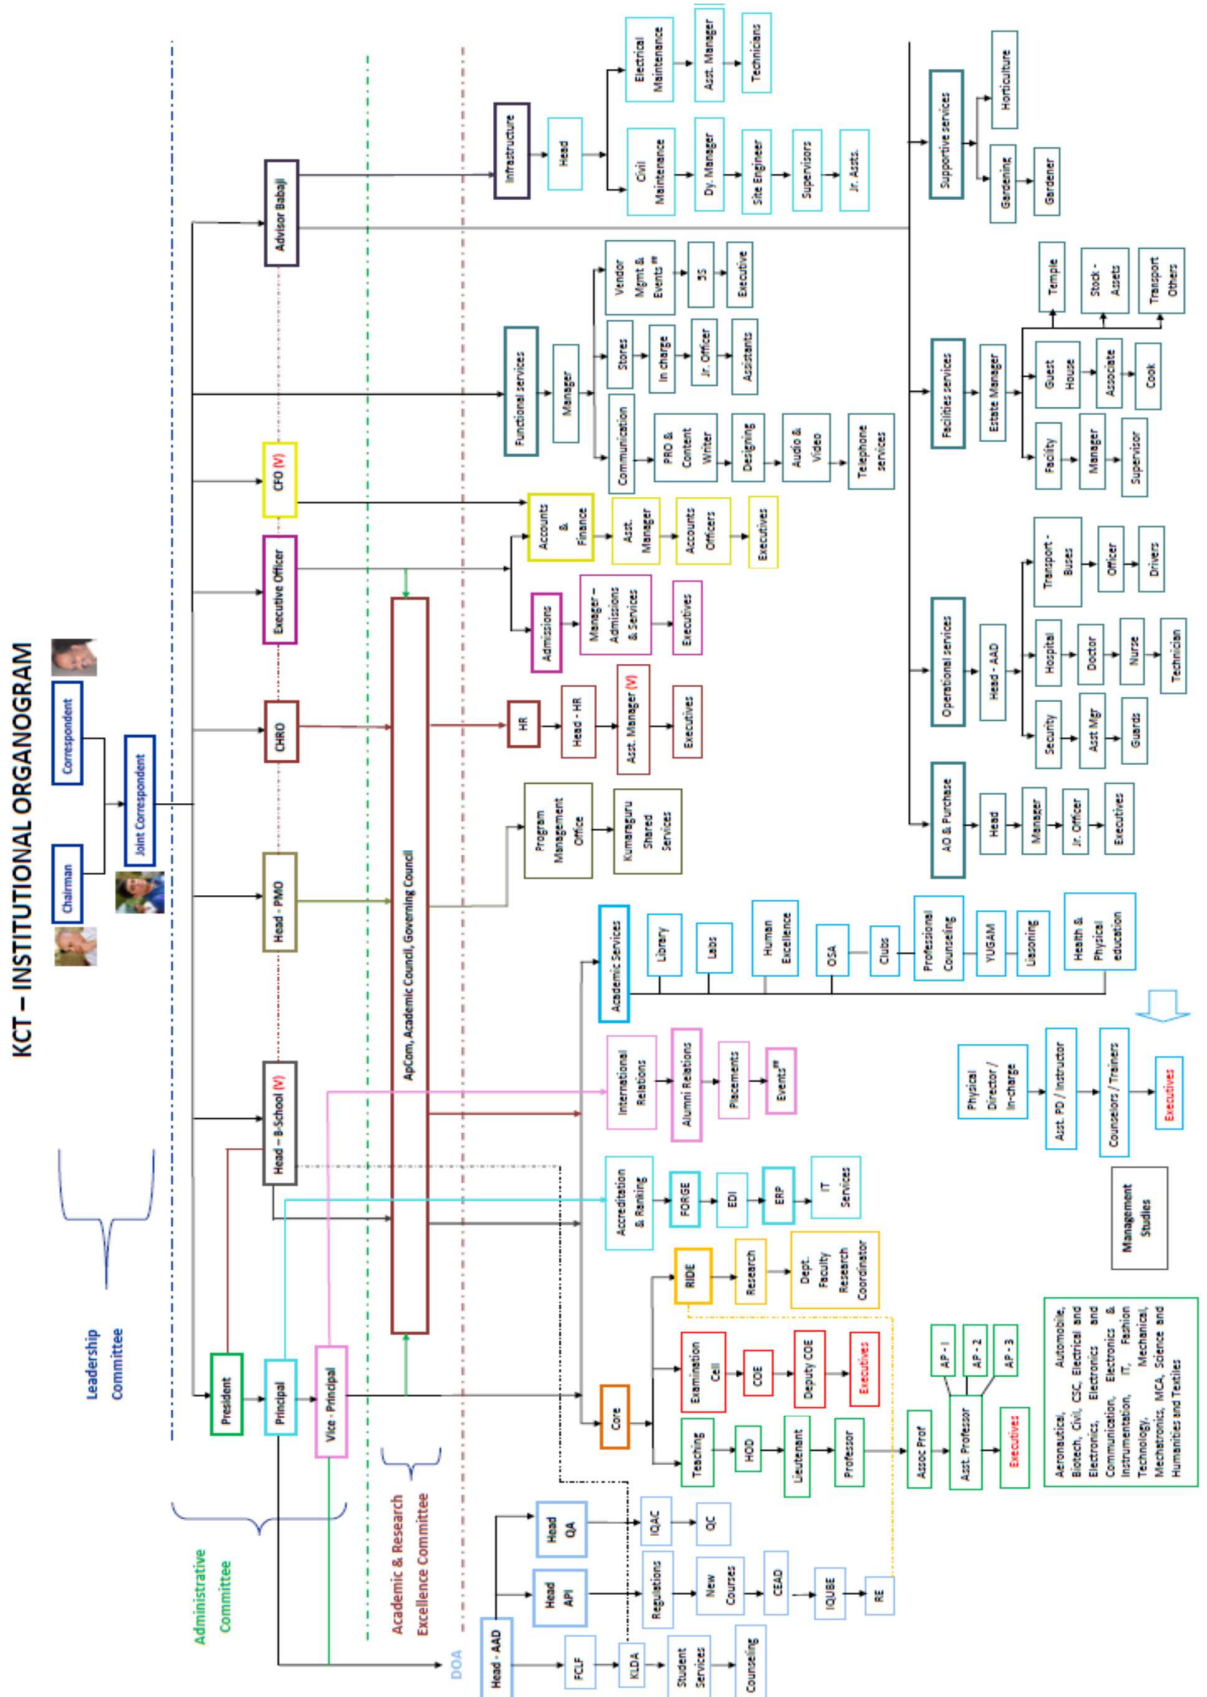 KCT – INSTITUTIONAL ORGANOGRAM
Chairman
Correspondent
Joint Correspondent
Leadership
Committee
Administrative
Committee
President
Principal
Vice - Principal
Head – B-School (V)
Head - PMO
CHRO
Executive Officer
CFO (V)
Advisor Babaji
Academic & Research
Excellence Committee
ApCom, Academic Council, Governing Council
DOA
Head - AAD
FCLF
KLDA
Student
Services
Counseling
Head
API
Regulations
New
Courses
CEAD
IQUBE
RE
Head
QA
IQAC
QC
Core
Teaching
HOD
Lieutenant
Professor
Assoc Prof
Asst. Professor
AP - 1
AP - 2
AP - 3
Executives
Examination
Cell
COE
Deputy COE
Executives
RIDE
Research
Dept.
Faculty
Research
Coordinator
Accreditation
& Ranking
FORGE
EDI
ERP
IT
Services
International
Relations
Alumni Relations
Placements
Events##
Academic Services
Library
Labs
Human
Excellence
OSA
Clubs
Professional
Counseling
YUGAM
Liasoning
Health &
Physical
education
Program
Management
Office
Kumaraguru
Shared
Services
HR
Head - HR
Asst. Manager (V)
Executives
Admissions
Manager –
Admissions
& Services
Executives
Accounts
&
Finance
Asst.
Manager
Accounts
Officers
Executives
Functional services
Manager
Communication
PRO &
Content
Writer
Designing
Audio &
Video
Telephone
services
Stores
In charge
Jr. Officer
Assistants
Vendor
Mgmt &
Events##
5S
Executive
Infrastructure
Head
Civil
Maintenance
Dy. Manager
Site Engineer
Supervisors
Jr. Assts.
Electrical
Maintenance
Asst. Manager
Technicians
Aeronautical, Automobile,
Biotech, Civil, CSC, Electrical and
Electronics, Electronics and
Communication, Electronics &
Instrumentation, IT, Fashion
Technology, Mechanical,
Mechatronics, MCA, Science and
Humanities and Textiles
Management
Studies
Physical
Director /
In-charge
Asst. PD / Instructor
Counselors / Trainers
Executives
AO & Purchase
Head
Manager
Jr. Officer
Executives
Operational services
Head - AAD
Security
Asst Mgr
Guards
Hospital
Doctor
Nurse
Technician
Transport -
Buses
Officer
Drivers
Facilities services
Estate Manager
Facility
Manager
Supervisor
Guest
House
Associate
Cook
Temple
Stock -
Assets
Transport
Others
Supportive services
Gardening
Gardener
Horticulture